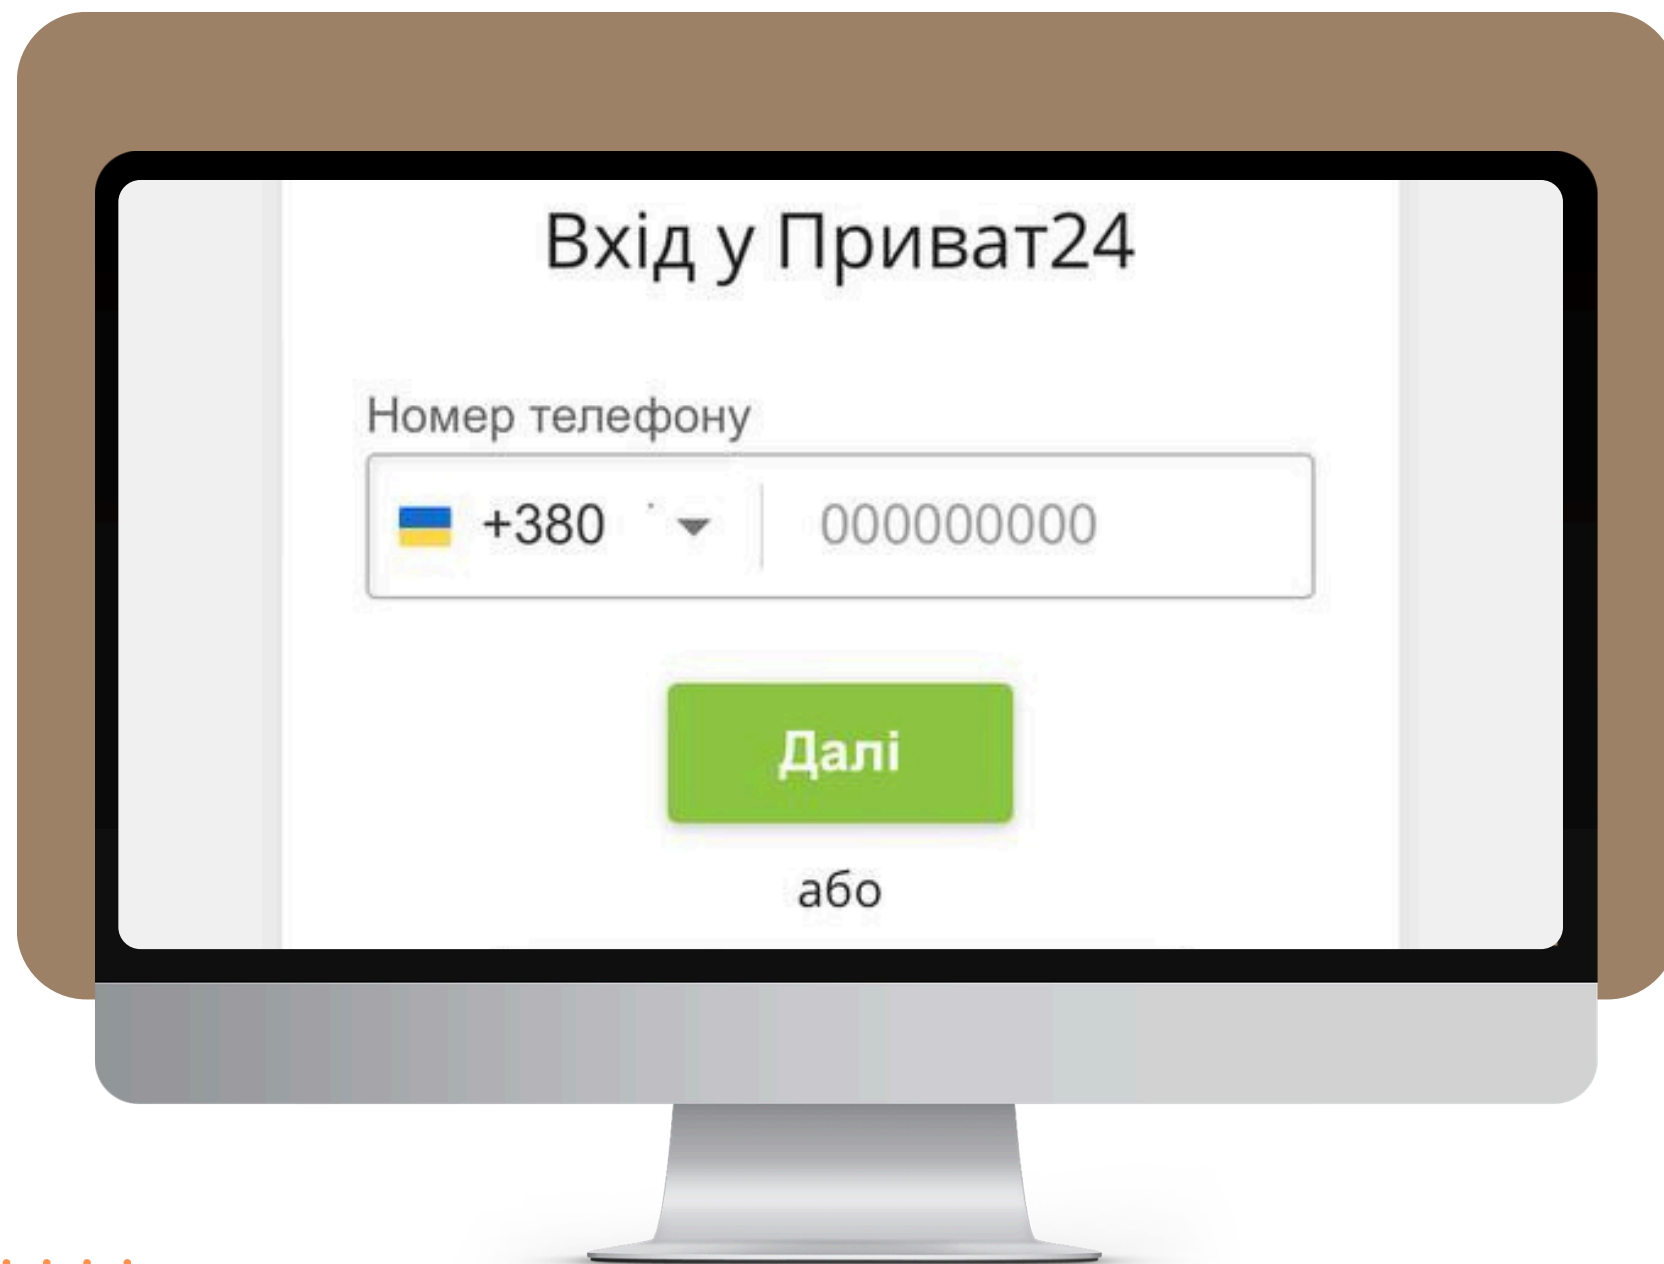 Вхід у Приват24
Номер телефону
+380 000000000
Далі
або